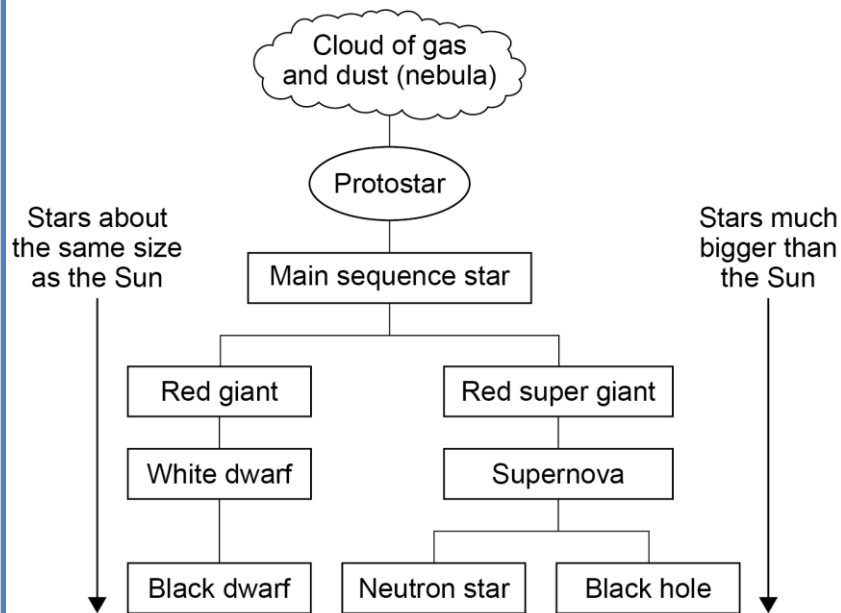 Cloud of gas
and dust (nebula)
Protostar
Stars about
the same size
as the Sun
Stars much
bigger than
the Sun
Main sequence star
Red giant
Red super giant
White dwarf
Supernova
Black dwarf
Neutron star
Black hole